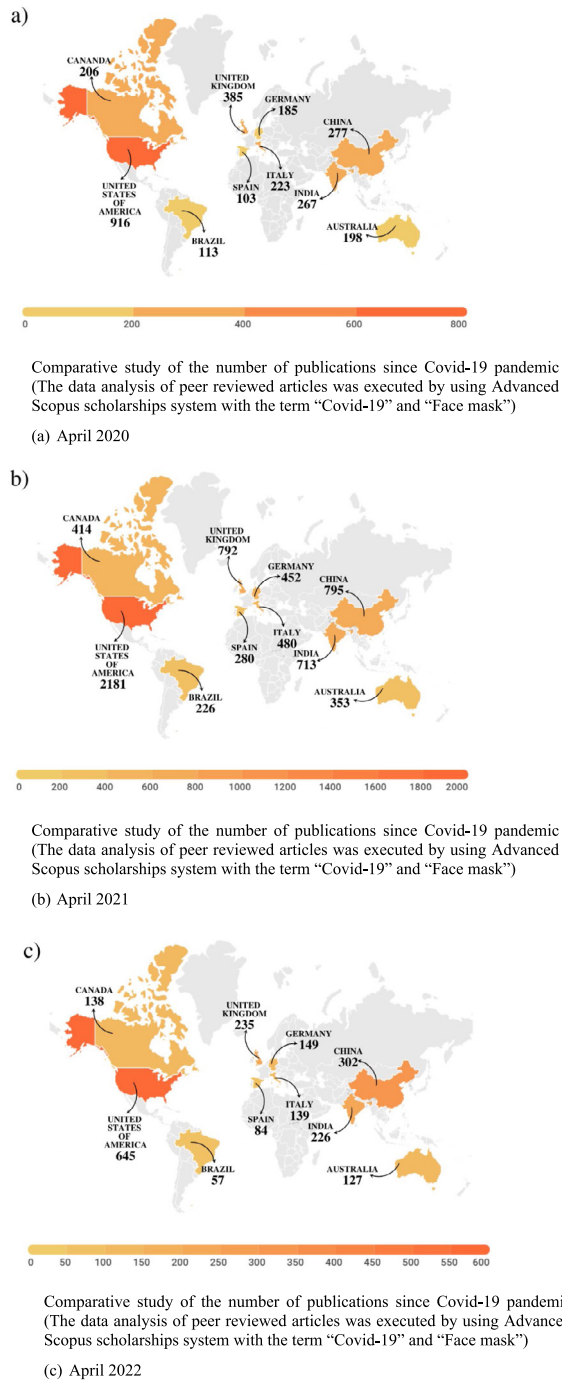 a)
CANANDA
206
UNITED
KINGDOM
385
GERMANY
185
CHINA
277
UNITED
STATES
OF
AMERICA
916
SPAIN
103
ITALY
223
INDIA
267
BRAZIL
113
AUSTRALIA
198
0 200 400 600 800
Comparative study of the number of publications since Covid-19 pandemic
(The data analysis of peer reviewed articles was executed by using Advanced
Scopus scholarships system with the term “Covid-19” and “Face mask”)
(a) April 2020
b)
CANADA
414
UNITED
KINGDOM
792
GERMANY
452
CHINA
795
UNITED
STATES
OF
AMERICA
2181
SPAIN
280
ITALY
480
INDIA
713
BRAZIL
226
AUSTRALIA
353
0 200 400 600 800 1000 1200 1400 1600 1800 2000
Comparative study of the number of publications since Covid-19 pandemic
(The data analysis of peer reviewed articles was executed by using Advanced
Scopus scholarships system with the term “Covid-19” and “Face mask”)
(b) April 2021
c)
CANADA
138
UNITED
KINGDOM
235
GERMANY
149
CHINA
302
UNITED
STATES
OF
AMERICA
645
SPAIN
84
ITALY
139
INDIA
226
BRAZIL
57
AUSTRALIA
127
0 50 100 150 200 250 300 350 400 450 500 600
Comparative study of the number of publications since Covid-19 pandemi
(The data analysis of peer reviewed articles was executed by using Advance
Scopus scholarships system with the term “Covid-19” and “Face mask”)
(c) April 2022